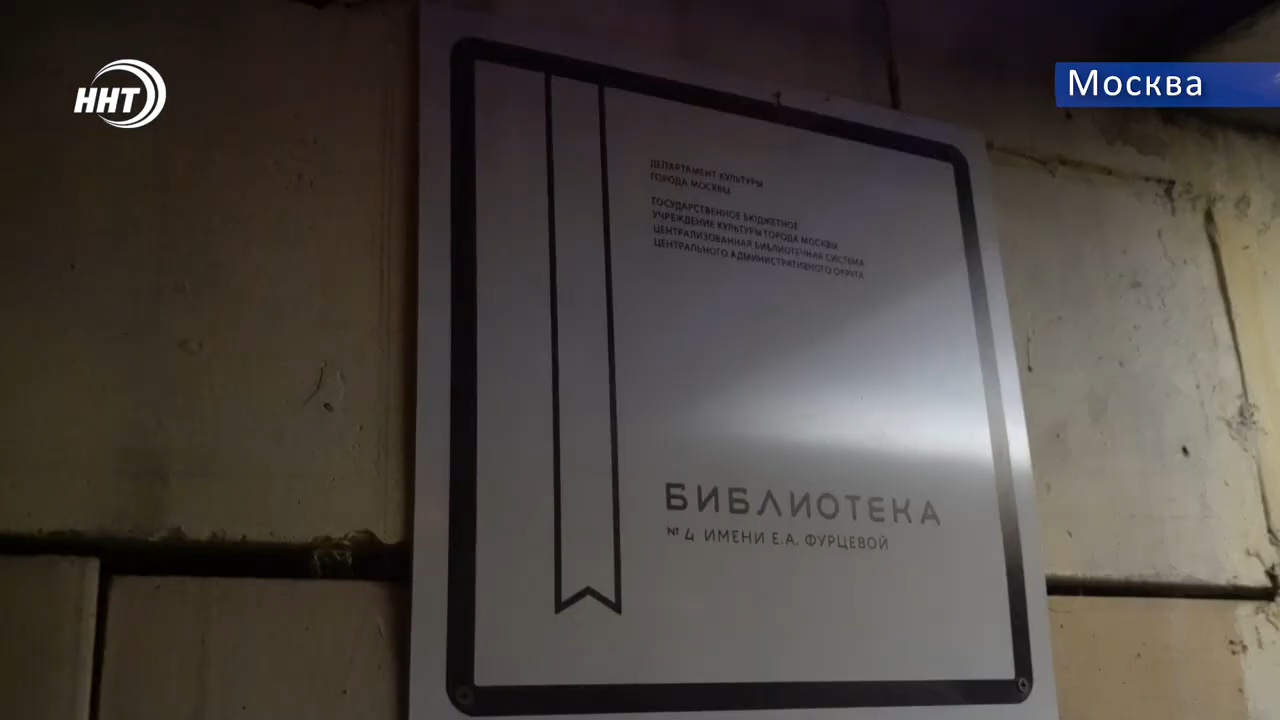 ННТ
Москва
ДЕПАРТАМЕНТ КУЛЬТУРЫ
ГОРОДА МОСКВЫ
ГОСУДАРСТВЕННОЕ БЮДЖЕТНОЕ
УЧРЕЖДЕНИЕ КУЛЬТУРЫ ГОРОДА МОСКВЫ
ЦЕНТРАЛИЗОВАННАЯ БИБЛИОТЕЧНАЯ СИСТЕМА
ЦЕНТРАЛЬНОГО АДМИНИСТРАТИВНОГО ОКРУГА
БИБЛИОТЕКА
№ 4 ИМЕНИ Е.А. ФУРЦЕВОЙ